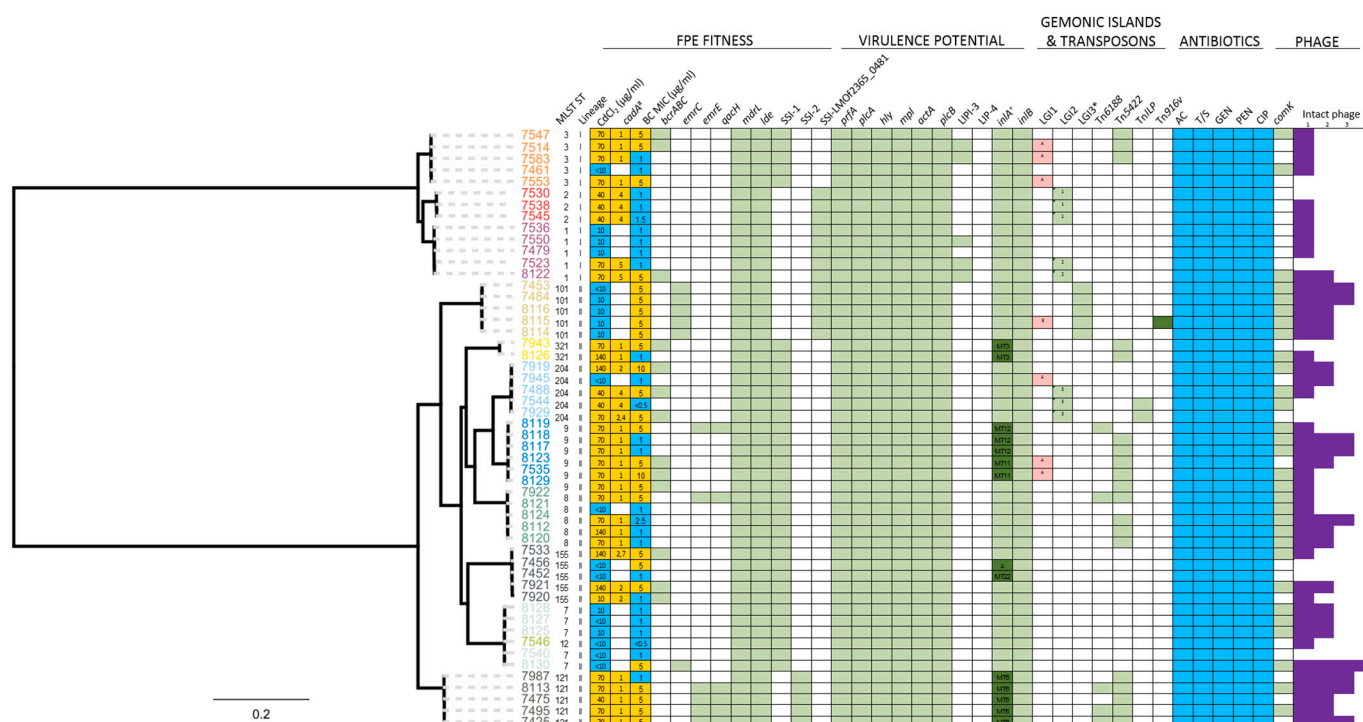 GEMONIC ISLANDS
FPE FITNESS VIRULENCE POTENTIAL & TRANSPOSONS ANTIBIOTICS PHAGE
MLST ST Lineage CdCl₂ (µg/ml) cadA⁸ BC MIC (µg/ml) bcrABC emrC emrE qacH mdrL lde SSI-1 SSI-2 SSI-LMOf2365_0481 prfA plcA hly mpl actA plcB LIPI-3 LIP-4 inlA° inlB LGI1 LGI2 LGI3* Tn6188 Tn5422 TnILP Tn916v AC T/S GEN PEN CIP comK Intact phage
1 2 3
7547 3 I 70 1 5
7514 3 I 70 1 5 A
7583 3 I 70 1 1 A
7461 3 I <10 1
7553 3 I 70 1 5 A
7530 2 I 40 4 1 1
7538 2 I 40 4 1 1
7545 2 I 40 4 1.5 1
7536 1 I 10 1
7550 1 I 10 1
7479 1 I 10 1
7523 1 I 70 5 1 2
8122 1 I 70 5 5 2
7453 101 II <10 5
7484 101 II 10 5
8116 101 II 10 5
8115 101 II 10 5
8114 101 II 10 5
7943 321 II 70 1 5 MT3
8126 321 II 140 1 1 MT3
7919 204 II 140 2 10
7945 204 II <10 1 A
7488 204 II 40 4 5
7544 204 II 40 4 <0.5
7929 204 II 70 2,4 5
8119 9 II 70 1 5 MT12
8118 9 II 70 1 1 MT12
8117 9 II 70 1 1 MT12
8123 9 II 70 1 5 MT11 A
7535 9 II 70 1 10 MT11 A
8129 9 II 70 1 5
7922 8 II 70 1 5
8121 8 II <10 1
8124 8 II 70 1 2.5
8112 8 II 140 1 1
8120 8 II 70 1 1
7533 155 II 140 2,7 5
7456 155 II <10 5
7452 155 II <10 1 MT22
7921 155 II 140 2 5
7920 155 II 10 2 1
8128 7 II 10 1
8127 7 II <10 1
8125 7 II 10 1
7546 12 II <10 <0.5
7540 7 II <10 1
8130 7 II <10 5
7987 121 II 70 1 1 MT6
8113 121 II 70 1 5 MT6
7475 121 II 40 1 5 MT6
7495 121 II 70 1 5 MT6
0.2